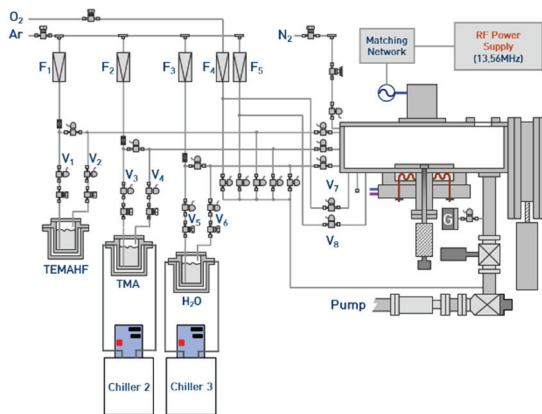 O₂
Ar
N₂
Matching
Network
RF Power
Supply
(13,56MHz)
F₁
F₂
F₃
F₄
F₅
V₁
V₂
V₃
V₄
V₅
V₆
V₇
V₈
G
TEMAHF
TMA
H₂O
Pump
Chiller 2
Chiller 3